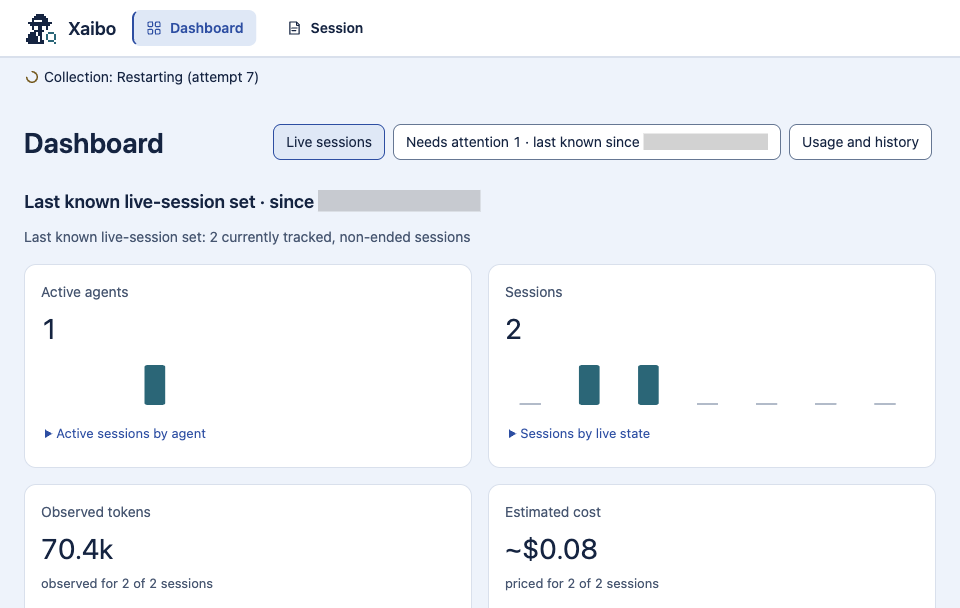 Xaibo
Dashboard
Session
Collection: Restarting (attempt 7)
Dashboard
Live sessions
Needs attention 1 · last known since
Usage and history
Last known live-session set · since
Last known live-session set: 2 currently tracked, non-ended sessions
Active agents
1
Active sessions by agent
Sessions
2
Sessions by live state
Observed tokens
70.4k
observed for 2 of 2 sessions
Estimated cost
~$0.08
priced for 2 of 2 sessions